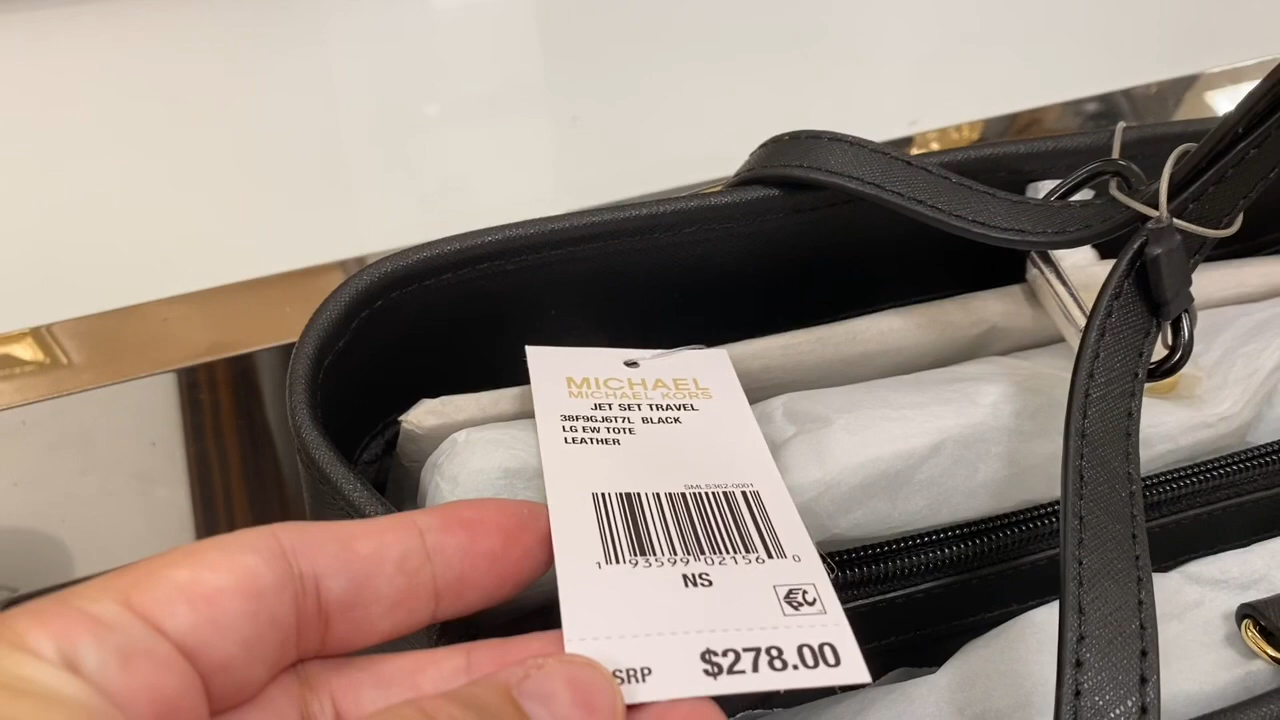 MICHAEL
MICHAEL KORS
JET SET TRAVEL
38F9GJ6T7L BLACK
LG EW TOTE
LEATHER
SMLS362-0001
1 93599 02156 0
NS
EPC
SRP $278.00